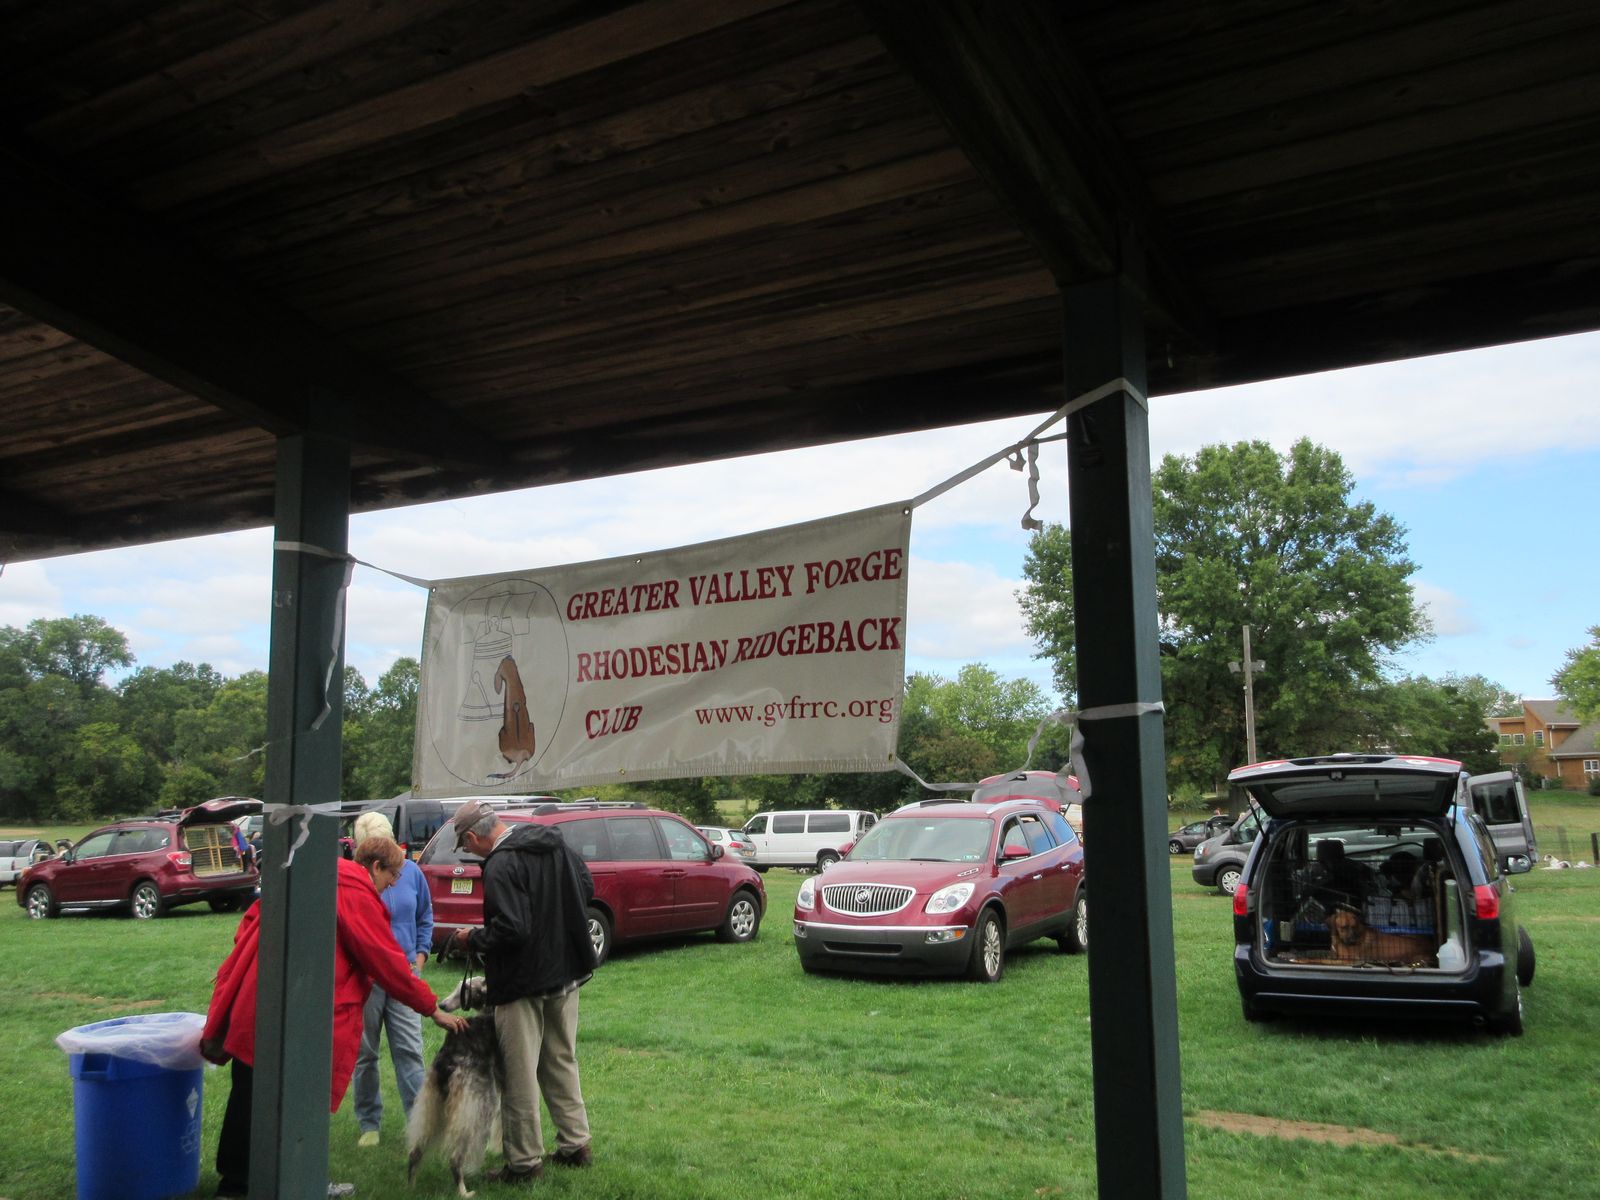 GREATER VALLEY FORGE
RHODESIAN RIDGEBACK
CLUB www.gvfrrc.org